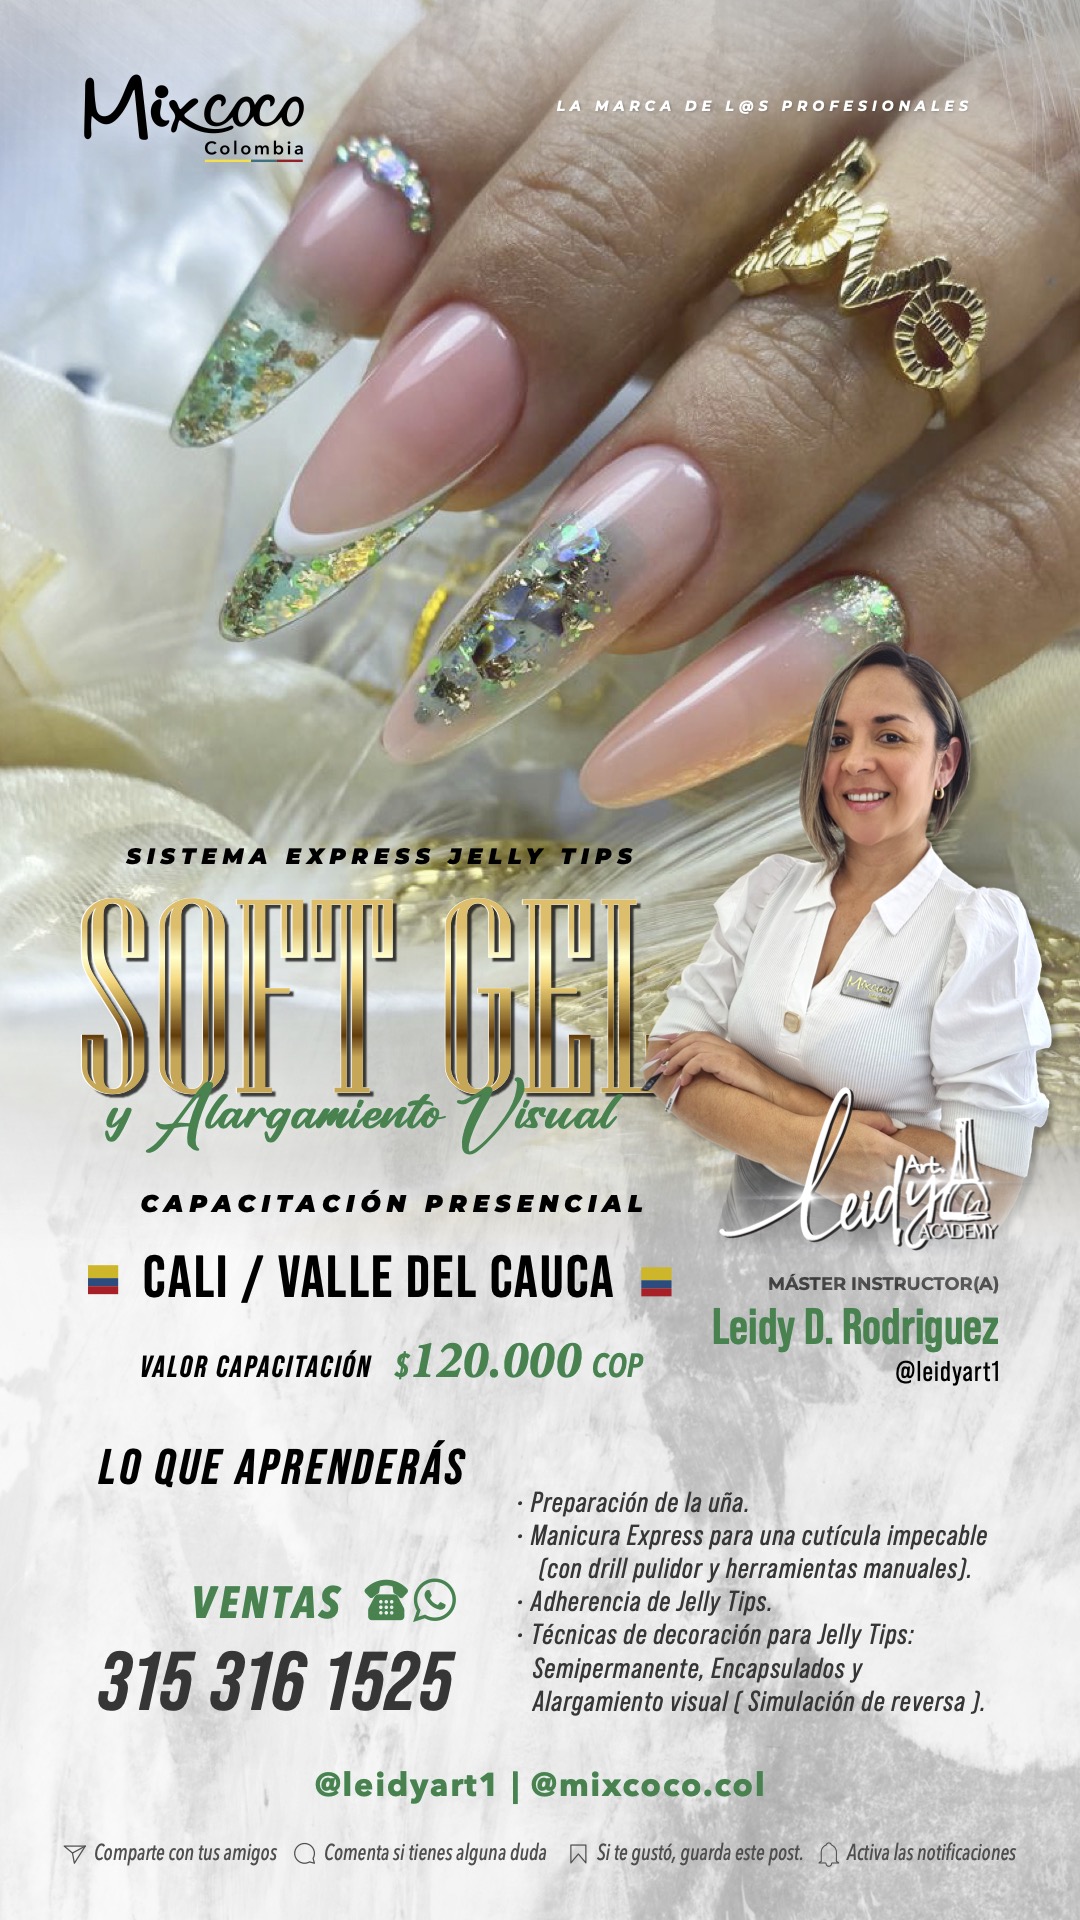 Mixcoco
Colombia
LA MARCA DE L@S PROFESIONALES
SISTEMA EXPRESS JELLY TIPS
SOFT GEL
y Alargamiento Visual
Mixcoco
Leidy Art.
ACADEMY
CAPACITACIÓN PRESENCIAL
CALI / VALLE DEL CAUCA
VALOR CAPACITACIÓN $120.000 COP
MÁSTER INSTRUCTOR(A)
Leidy D. Rodriguez
@leidyart1
LO QUE APRENDERÁS
· Preparación de la uña.
· Manicura Express para una cutícula impecable
(con drill pulidor y herramientas manuales).
· Adherencia de Jelly Tips.
· Técnicas de decoración para Jelly Tips:
Semipermanente, Encapsulados y
Alargamiento visual ( Simulación de reversa ).
VENTAS
315 316 1525
@leidyart1 | @mixcoco.col
Comparte con tus amigos Comenta si tienes alguna duda Si te gustó, guarda este post. Activa las notificaciones